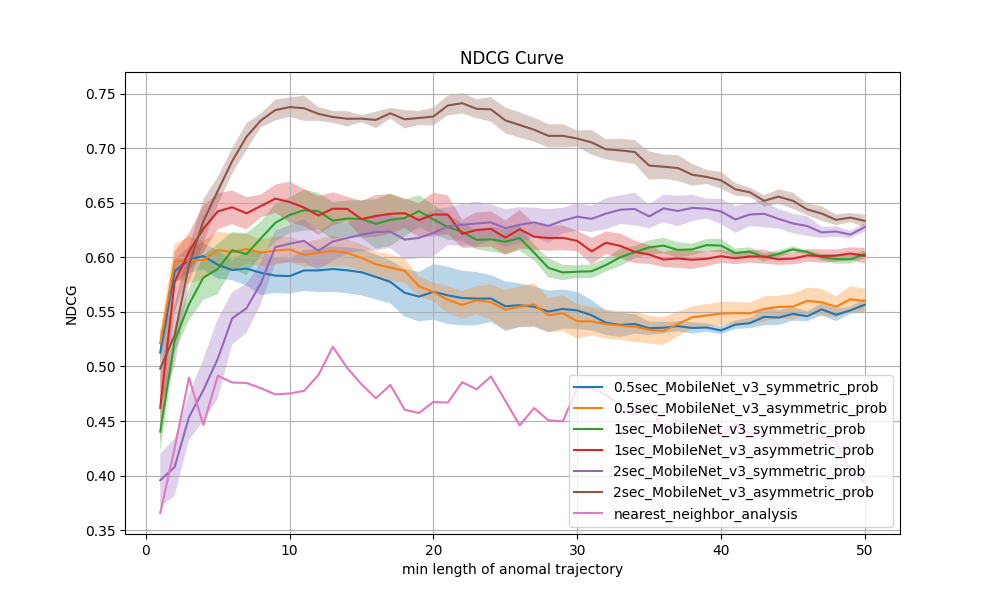 NDCG Curve
NDCG
0.75
0.70
0.65
0.60
0.55
0.50
0.45
0.40
0.35
0.5sec_MobileNet_v3_symmetric_prob
0.5sec_MobileNet_v3_asymmetric_prob
1sec_MobileNet_v3_symmetric_prob
1sec_MobileNet_v3_asymmetric_prob
2sec_MobileNet_v3_symmetric_prob
2sec_MobileNet_v3_asymmetric_prob
nearest_neighbor_analysis
0 10 20 30 40 50
min length of anomal trajectory